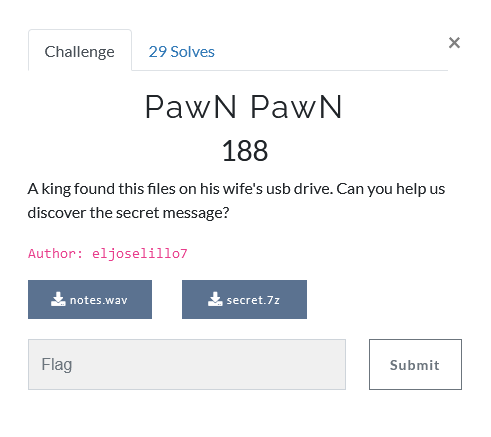 Challenge
29 Solves
×
PawN PawN
188
A king found this files on his wife's usb drive. Can you help us
discover the secret message?
Author: eljoselillo7
notes.wav
secret.7z
Flag
Submit